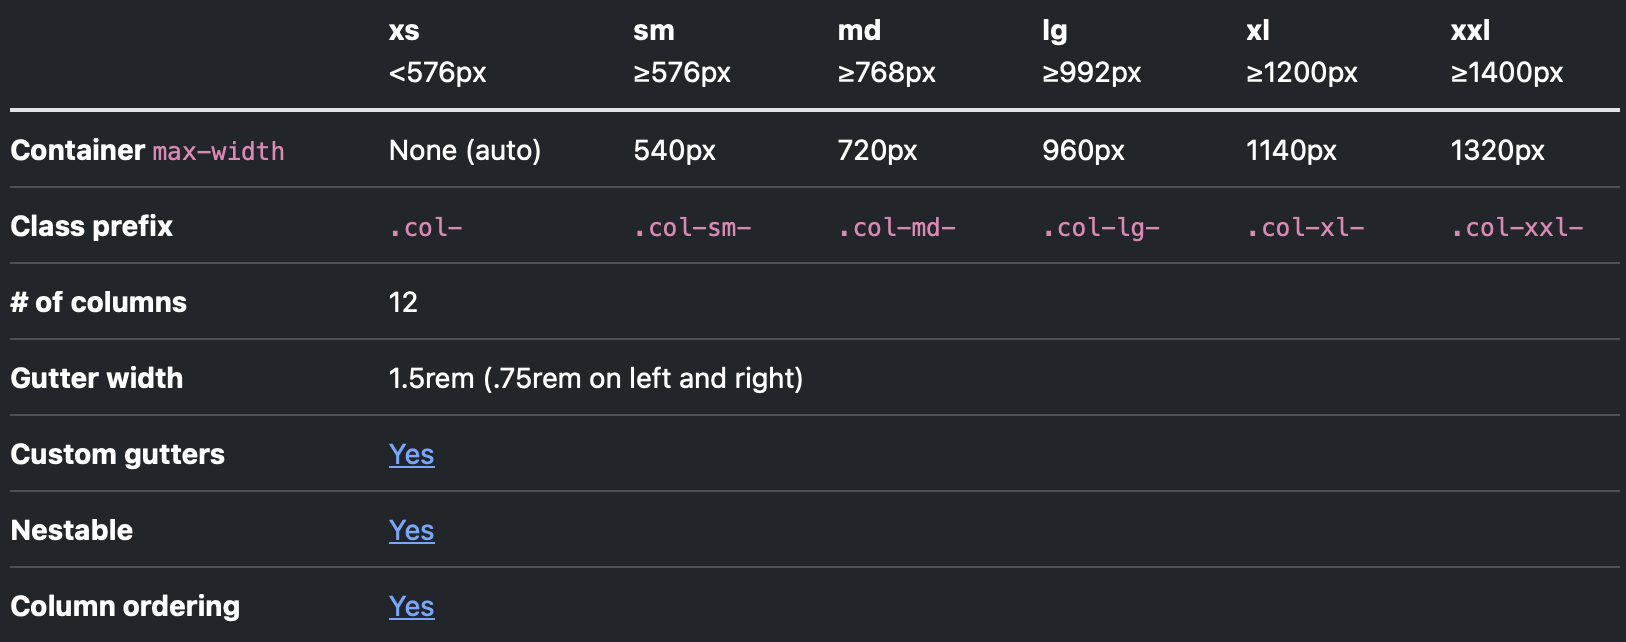 xs sm md lg xl xxl
<576px ≥576px ≥768px ≥992px ≥1200px ≥1400px
Container max-width None (auto) 540px 720px 960px 1140px 1320px
Class prefix .col- .col-sm- .col-md- .col-lg- .col-xl- .col-xxl-
# of columns 12
Gutter width 1.5rem (.75rem on left and right)
Custom gutters Yes
Nestable Yes
Column ordering Yes